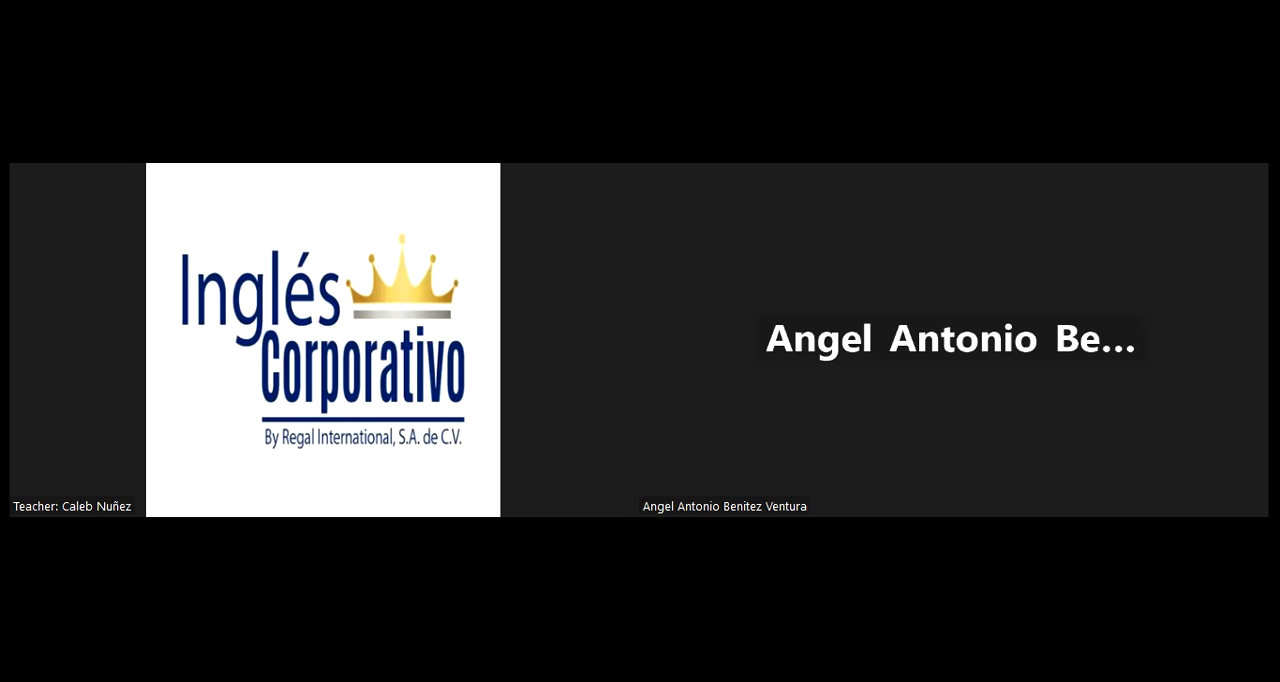 Inglés
Corporativo
By Regal International, S.A. de C.V.
Angel Antonio Be...
Teacher: Caleb Nuñez
Angel Antonio Benitez Ventura